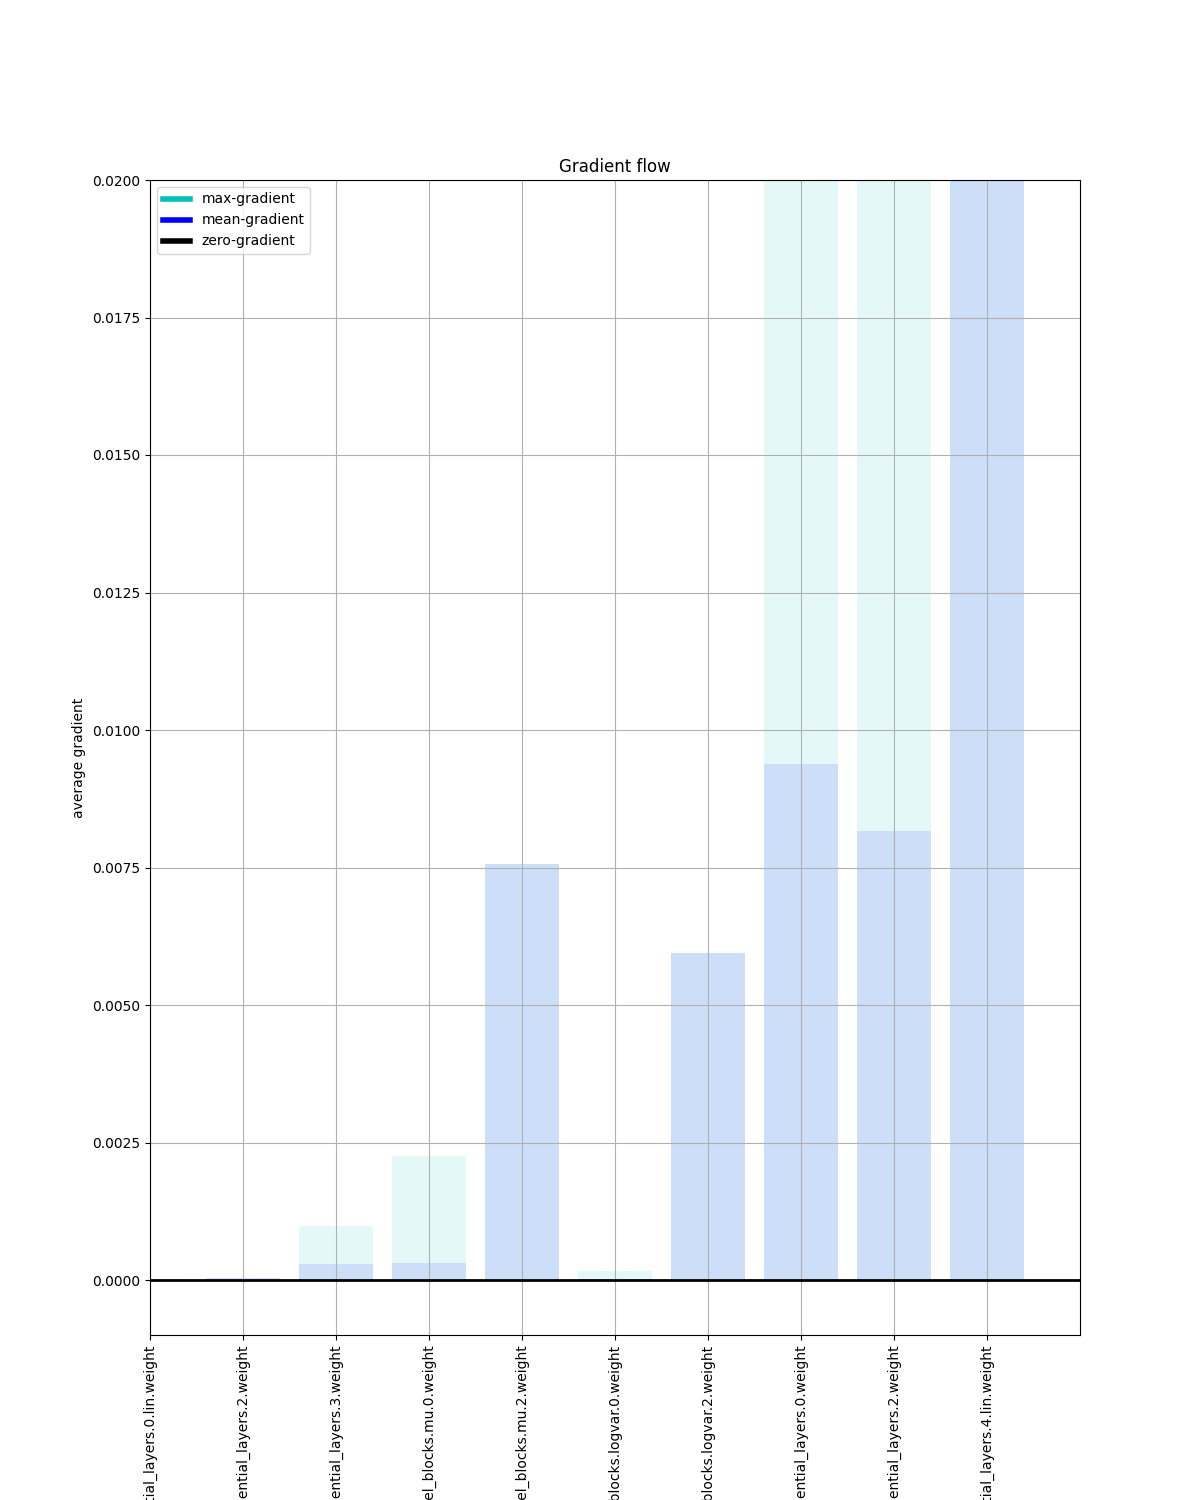 Gradient flow
max-gradient
mean-gradient
zero-gradient
0.0200
0.0175
0.0150
0.0125
0.0100
0.0075
0.0050
0.0025
0.0000
average gradient
tial_layers.0.lin.weight
ential_layers.2.weight
ential_layers.3.weight
el_blocks.mu.0.weight
el_blocks.mu.2.weight
blocks.logvar.0.weight
blocks.logvar.2.weight
ential_layers.0.weight
ential_layers.2.weight
tial_layers.4.lin.weight